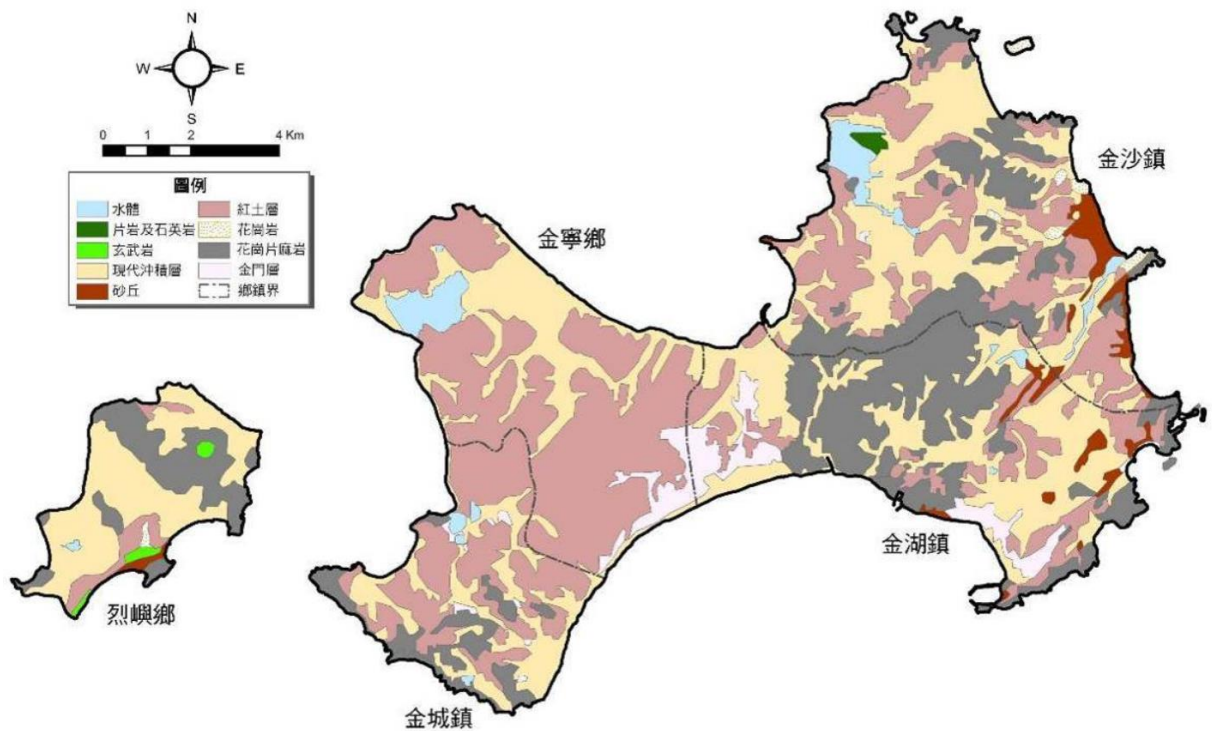 N
W E
S
0 1 2 4 Km
圖例
水體 紅土層
片岩及石英岩 花崗岩
玄武岩 花崗片麻岩
現代沖積層 金門層
砂丘 鄉鎮界
金沙鎮
金寧鄉
金湖鎮
烈嶼鄉
金城鎮